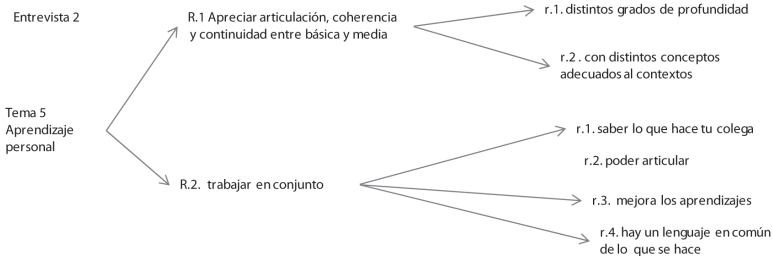 Entrevista 2
R.1 Apreciar articulación, coherencia
y continuidad entre básica y media
r.1. distintos grados de profundidad
r.2 . con distintos conceptos
adecuados al contextos
Tema 5
Aprendizaje
personal
R.2. trabajar en conjunto
r.1. saber lo que hace tu colega
r.2. poder articular
r.3. mejora los aprendizajes
r.4. hay un lenguaje en común
de lo que se hace